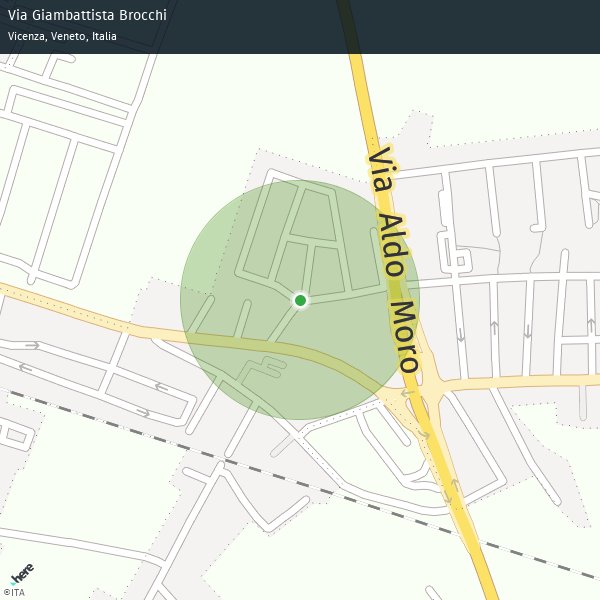 Via Giambattista Brocchi
Vicenza, Veneto, Italia
Via Aldo Moro
here
©ITA